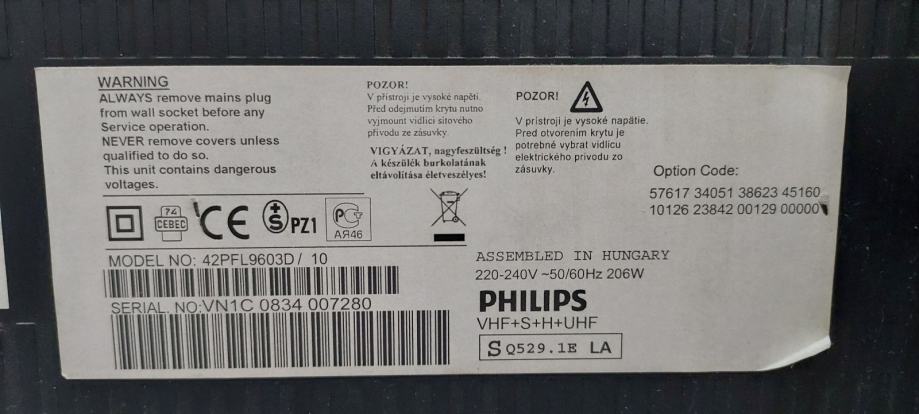 WARNING
ALWAYS remove mains plug
from wall socket before any
Service operation.
NEVER remove covers unless
qualified to do so.
This unit contains dangerous
voltages.
POZOR!
V přístroji je vysoké napětí.
Před odejmutím krytu nutno
vyjmount vidlici síťového
přívodu ze zásuvky.
VIGYÁZAT, nagyfeszültség !
A készülék burkolatának
eltávolítása életveszélyes!
POZOR!
V prístroji je vysoké napätie.
Pred otvorením krytu je
potrebné vybrat vidlicu
elektrického prívodu zo
zásuvky.
Option Code:
57617 34051 38623 45160
10126 23842 00129 00000
74
CEBEC
CE
S
PZ1
РСТ
АЯ46
MODEL NO: 42PFL9603D/ 10
SERIAL. NO:VN1C 0834 007280
ASSEMBLED IN HUNGARY
220-240V ~50/60Hz 206W
PHILIPS
VHF+S+H+UHF
S Q529.1E LA